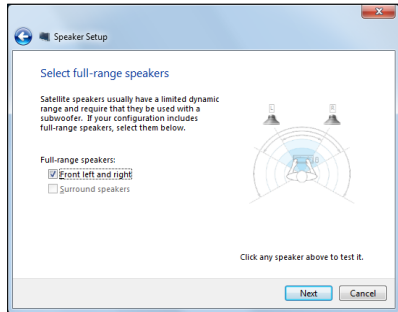 Speaker Setup
Select full-range speakers
Satellite speakers usually have a limited dynamic
range and require that they be used with a
subwoofer. If your configuration includes
full-range speakers, select them below.
L R
Full-range speakers:
Front left and right
Surround speakers
Click any speaker above to test it.
Next Cancel